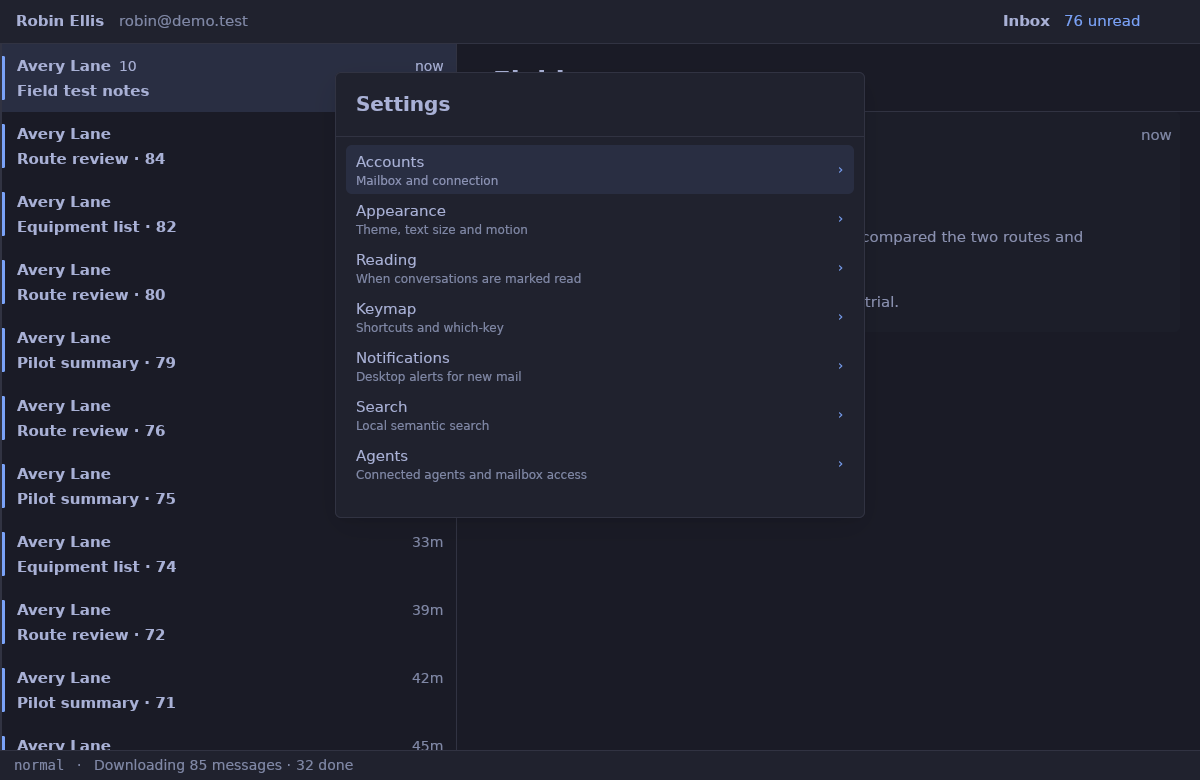 Robin Ellis robin@demo.test
Inbox 76 unread
Avery Lane 10 now
Field test notes
Avery Lane
Route review · 84
Avery Lane
Equipment list · 82
Avery Lane
Route review · 80
Avery Lane
Pilot summary · 79
Avery Lane
Route review · 76
Avery Lane
Pilot summary · 75
Avery Lane 33m
Equipment list · 74
Avery Lane 39m
Route review · 72
Avery Lane 42m
Pilot summary · 71
Avery Lane 45m
Settings
Accounts
Mailbox and connection
Appearance
Theme, text size and motion
Reading
When conversations are marked read
Keymap
Shortcuts and which-key
Notifications
Desktop alerts for new mail
Search
Local semantic search
Agents
Connected agents and mailbox access
now
compared the two routes and
trial.
normal · Downloading 85 messages · 32 done